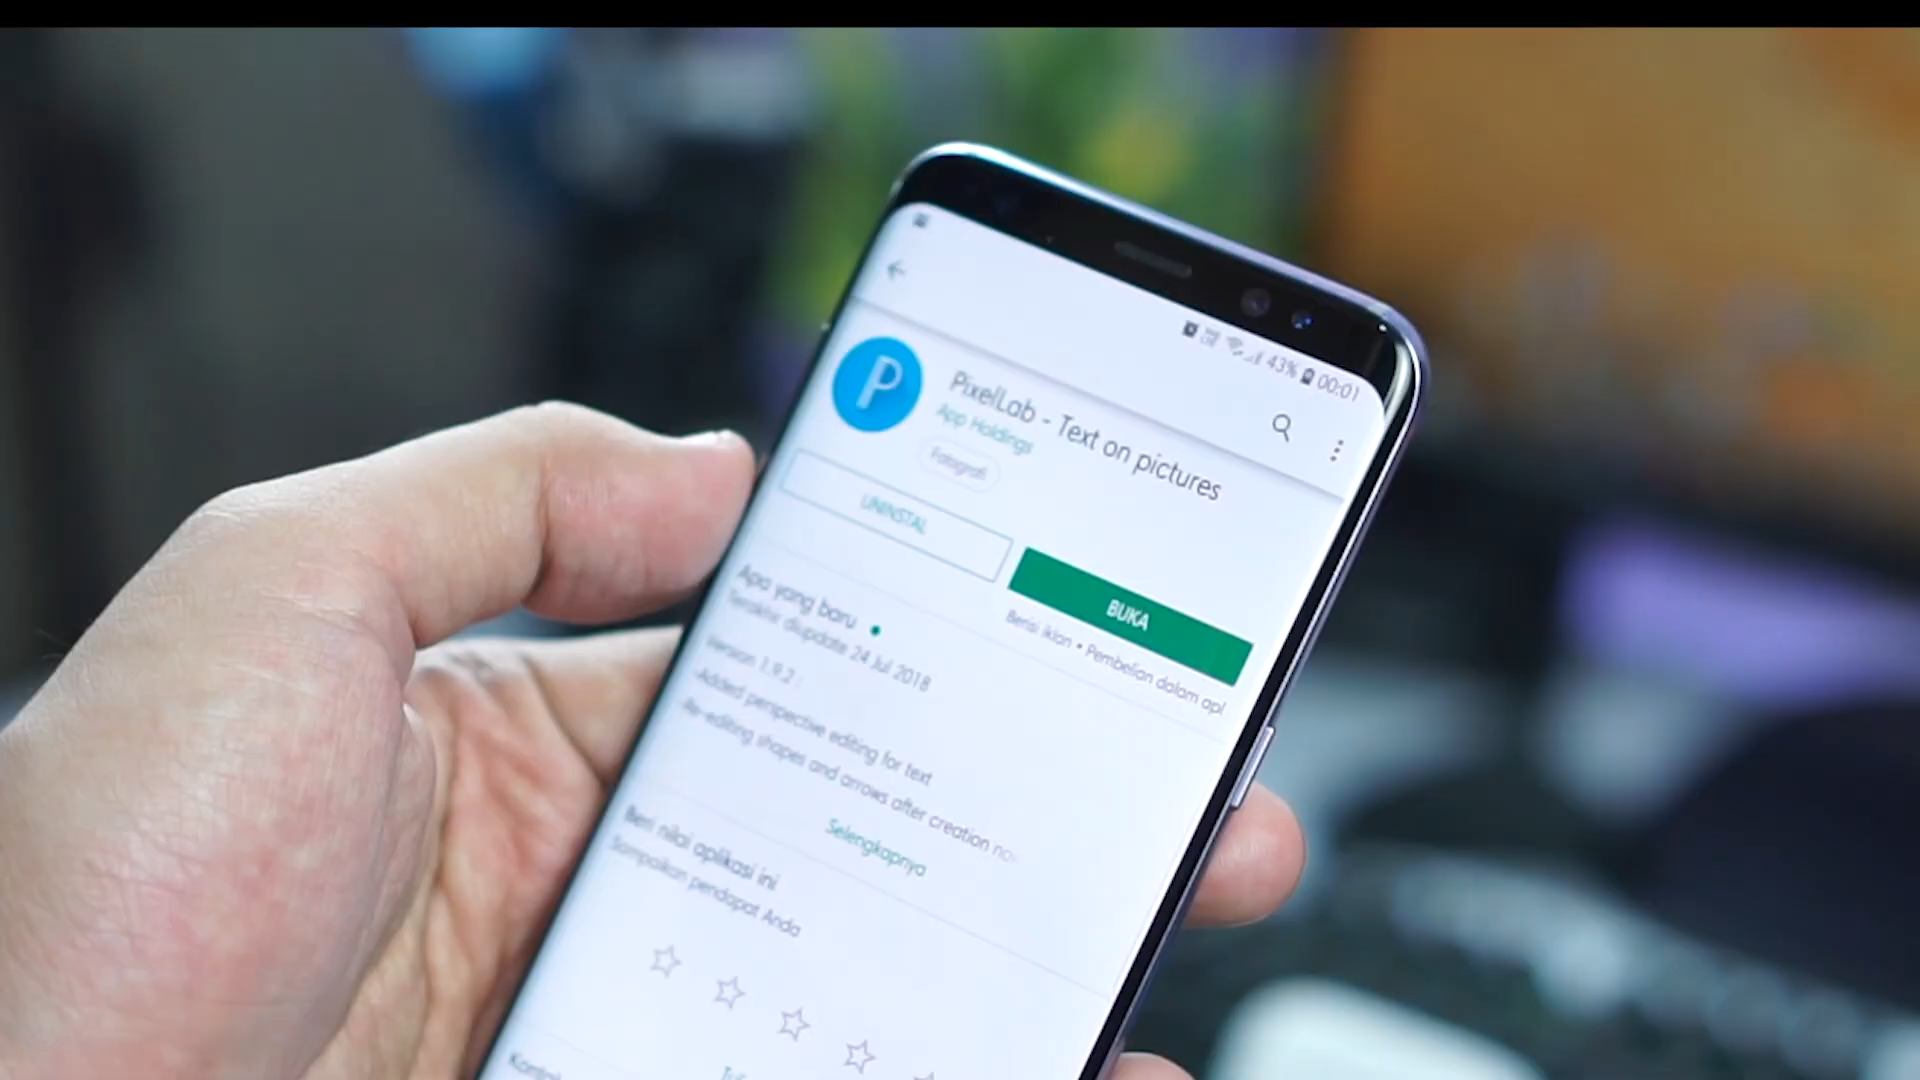 43% 00:01
P
PixelLab - Text on pictures
App Holdings
Fotografi
UNINSTAL
BUKA
Berisi iklan • Pembelian dalam apl
Apa yang baru
Terakhir diupdate 24 Jul 2018
Version 1.9.2 :
-Added perspective editing for text
-Re-editing shapes and arrows after creation
Selengkapnya
Beri nilai aplikasi ini
Sampaikan pendapat Anda